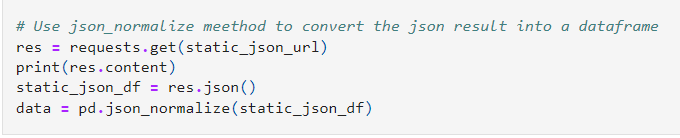 # Use json_normalize meethod to convert the json result into a dataframe
res = requests.get(static_json_url)
print(res.content)
static_json_df = res.json()
data = pd.json_normalize(static_json_df)